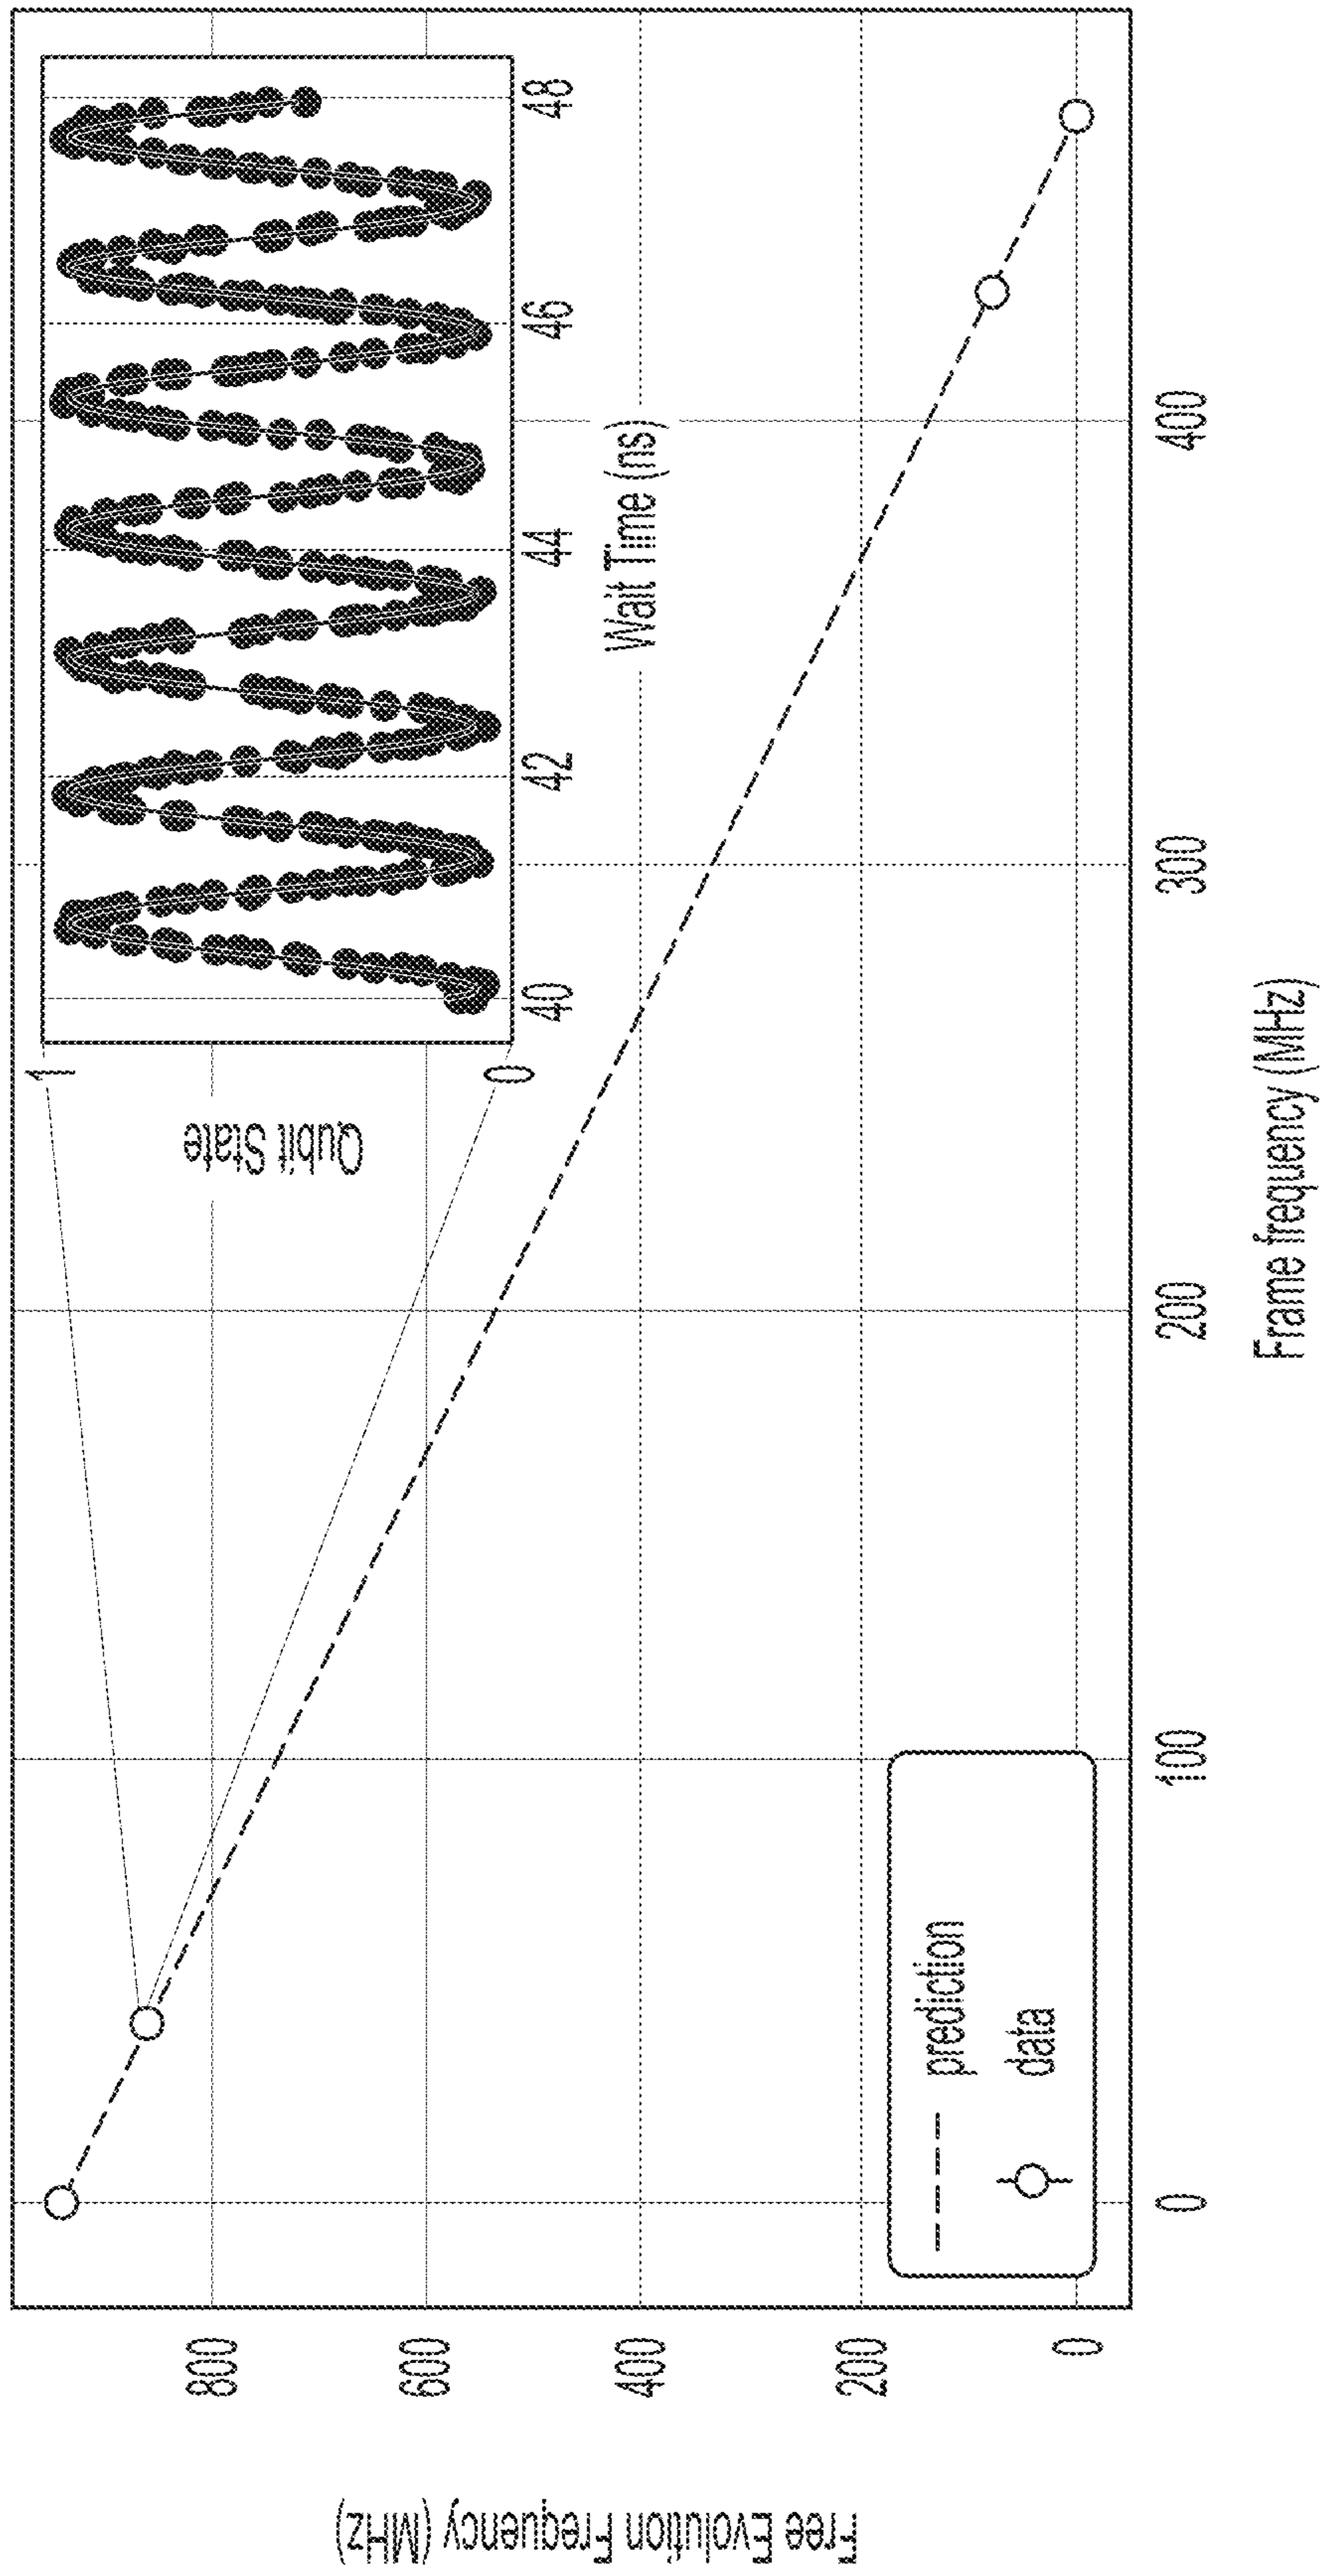 Free Evolution Frequency (MHz)
800
600
400
200
0
1
Qubit State
0
40
42
44
46
48
Wait Time (ns)
prediction
data
0
100
200
300
400
Frame frequency (MHz)